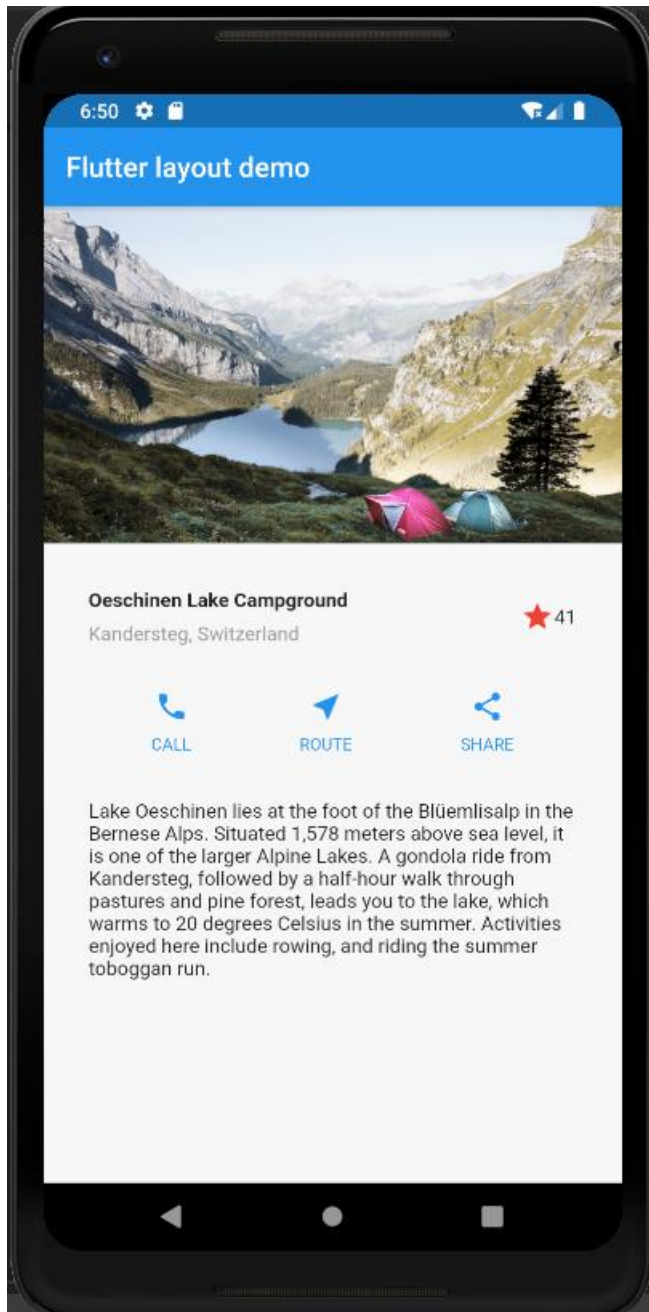 6:50
Flutter layout demo
Oeschinen Lake Campground
Kandersteg, Switzerland
41
CALL ROUTE SHARE
Lake Oeschinen lies at the foot of the Blüemlisalp in the
Bernese Alps. Situated 1,578 meters above sea level, it
is one of the larger Alpine Lakes. A gondola ride from
Kandersteg, followed by a half-hour walk through
pastures and pine forest, leads you to the lake, which
warms to 20 degrees Celsius in the summer. Activities
enjoyed here include rowing, and riding the summer
toboggan run.